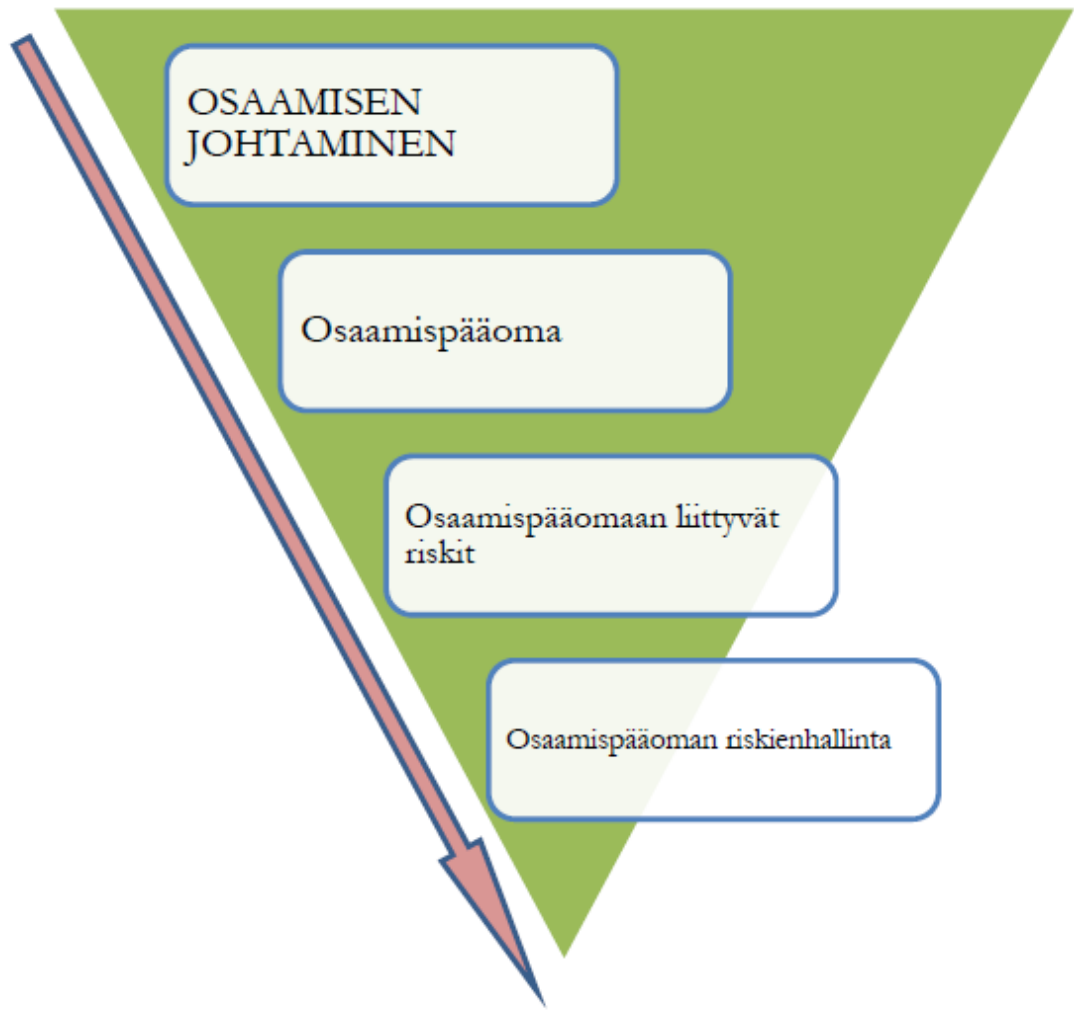 OSAAMISEN
JOHTAMINEN
Osaamispääoma
Osaamispääomaan liittyvät
riskit
Osaamispääoman riskienhallinta